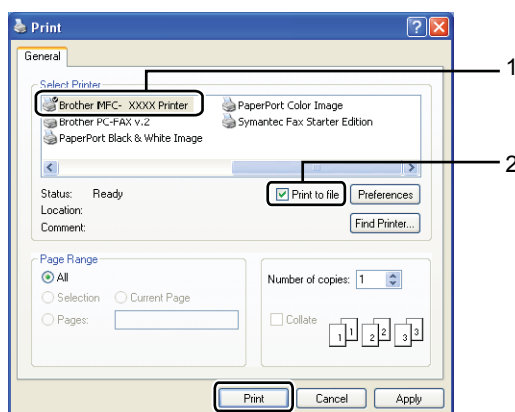 Print
General
1
Select Printer
Brother MFC- XXXX Printer
PaperPort Color Image
Brother PC-FAX v.2
Symantec Fax Starter Edition
PaperPort Black & White Image
2
Status: Ready
Print to file
Preferences
Location:
Comment:
Find Printer...
Page Range
All
Number of copies: 1
Selection
Current Page
Pages:
Collate
1 1 2 2 3 3
Print
Cancel
Apply